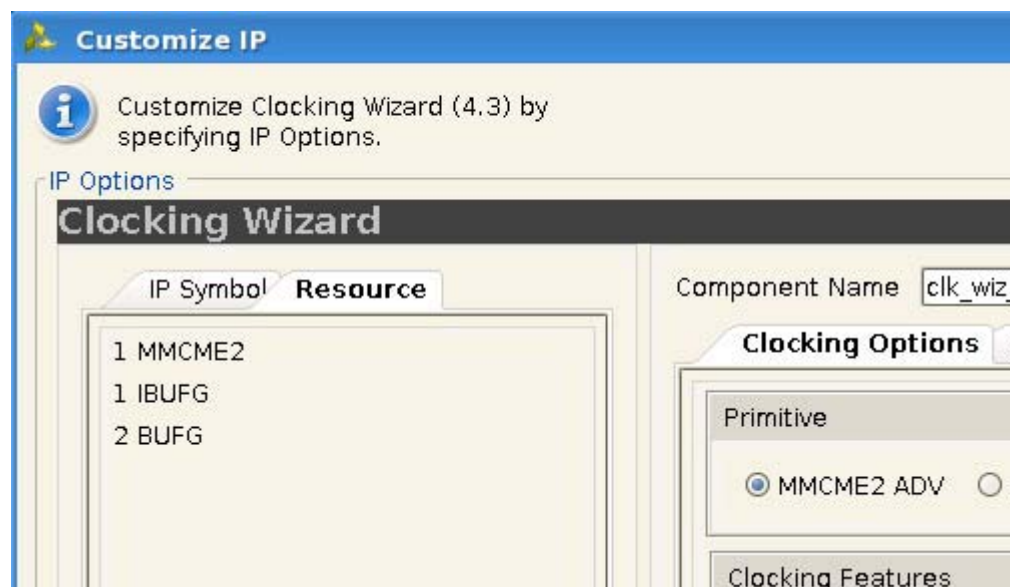 Customize IP
Customize Clocking Wizard (4.3) by
specifying IP Options.
IP Options
Clocking Wizard
IP Symbol
Resource
1 MMCME2
1 IBUFG
2 BUFG
Component Name clk_wiz_
Clocking Options
Primitive
MMCME2 ADV
Clocking Features